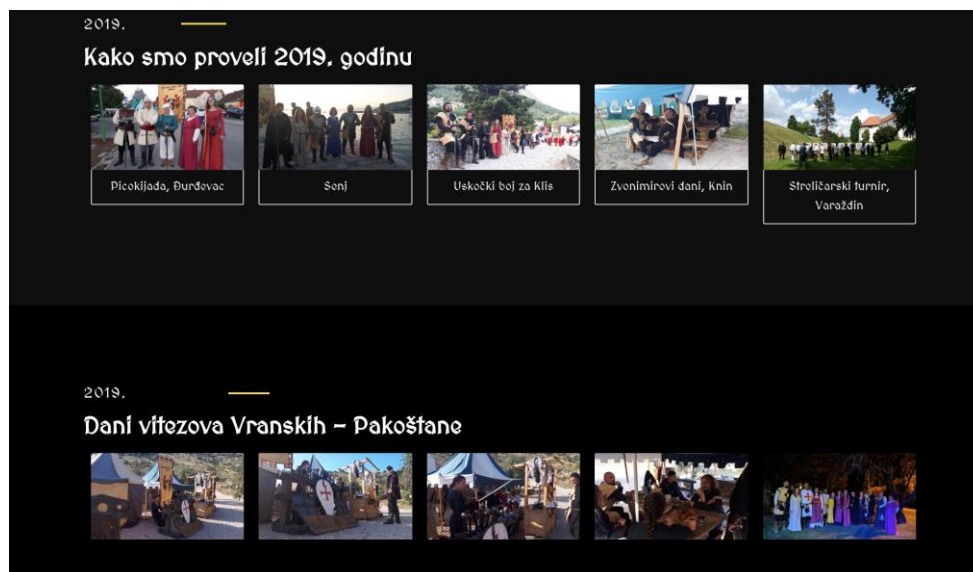 2019.
Kako smo proveli 2019. godinu
Picokijada, Đurđevac
Senj
Uskočki boj za Klis
Zvonimirovi dani, Knin
Streličarski turnir,
Varaždin
2019.
Dani vitezova Vranskih – Pakoštane